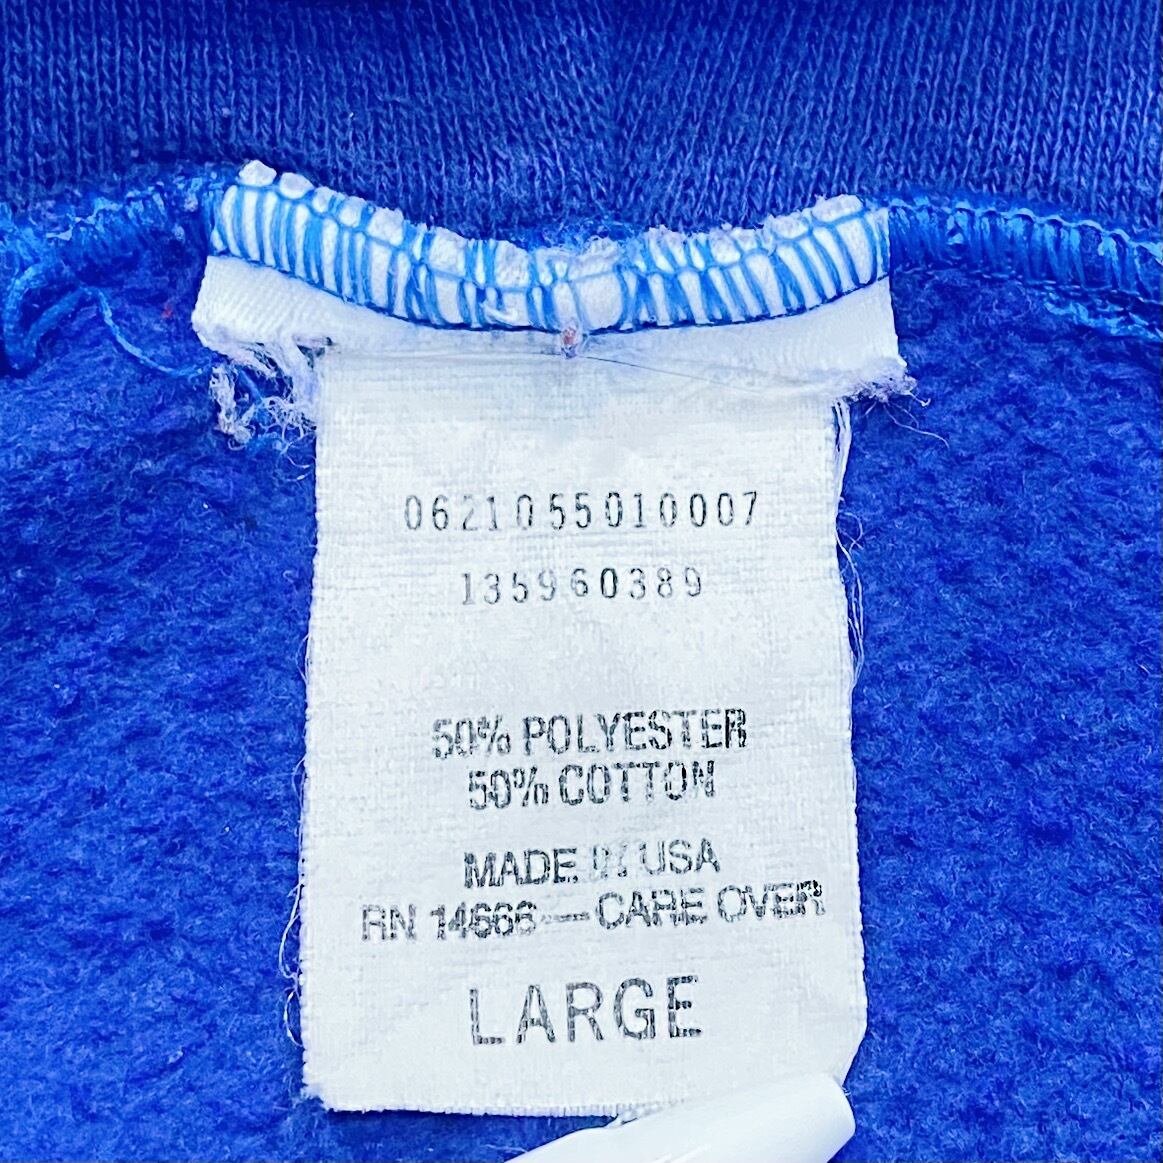 0621055010007
135960389
50% POLYESTER
50% COTTON
MADE IN USA
RN 14666—CARE OVER
LARGE